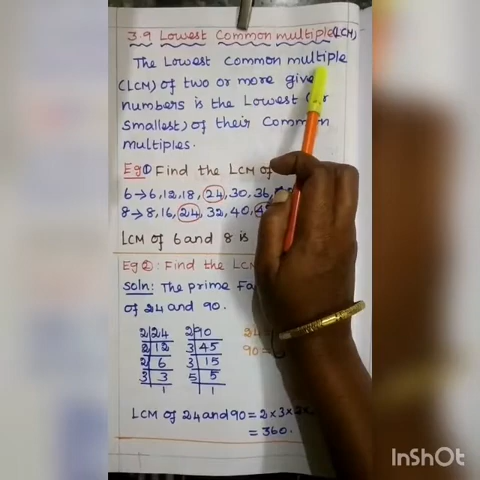 3.9 Lowest Common multiple (LCM)
The Lowest Common multiple
(LCM) of two or more give
numbers is the Lowest
Smallest) of their Common
multiples.
Eg① Find the LCM of
6 → 6, 12, 18, 24, 30, 36,
8 → 8, 16, 24, 32, 40,
LCM of 6 and 8 is
Eg②: Find the LCM
Soln: The prime Fa
of 24 and 90.
2 24 2 90
2 12 3 45
2 6 3 15
3 3 5 5
1 1
24 =
90 =
LCM of 24 and 90 = 2 × 3 × 2 ×
= 360.
InShOt